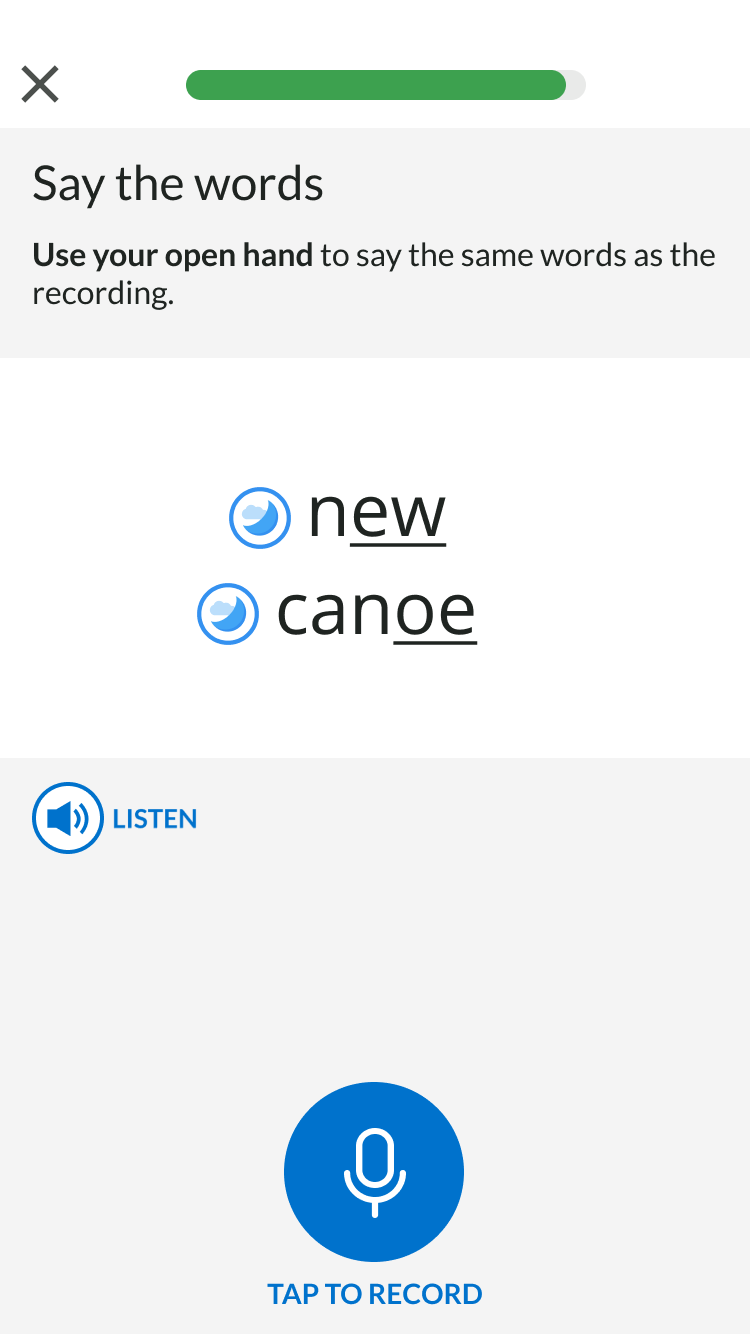 Say the words
Use your open hand to say the same words as the
recording.
new
canoe
LISTEN
TAP TO RECORD